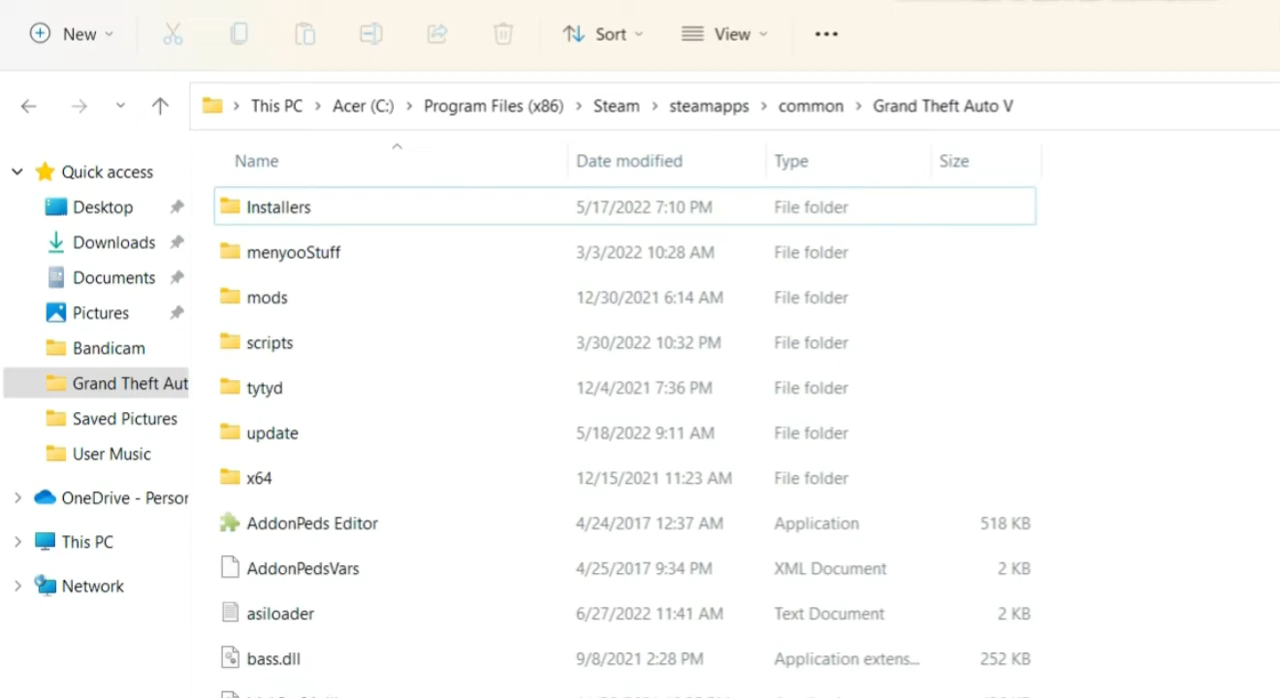 New
Sort
View
This PC > Acer (C:) > Program Files (x86) > Steam > steamapps > common > Grand Theft Auto V
Name Date modified Type Size
Quick access
Desktop
Downloads
Documents
Pictures
Bandicam
Grand Theft Aut
Saved Pictures
User Music
OneDrive - Persor
This PC
Network
Installers 5/17/2022 7:10 PM File folder
menyooStuff 3/3/2022 10:28 AM File folder
mods 12/30/2021 6:14 AM File folder
scripts 3/30/2022 10:32 PM File folder
tytyd 12/4/2021 7:36 PM File folder
update 5/18/2022 9:11 AM File folder
x64 12/15/2021 11:23 AM File folder
AddonPeds Editor 4/24/2017 12:37 AM Application 518 KB
AddonPedsVars 4/25/2017 9:34 PM XML Document 2 KB
asiloader 6/27/2022 11:41 AM Text Document 2 KB
bass.dll 9/8/2021 2:28 PM Application extens... 252 KB